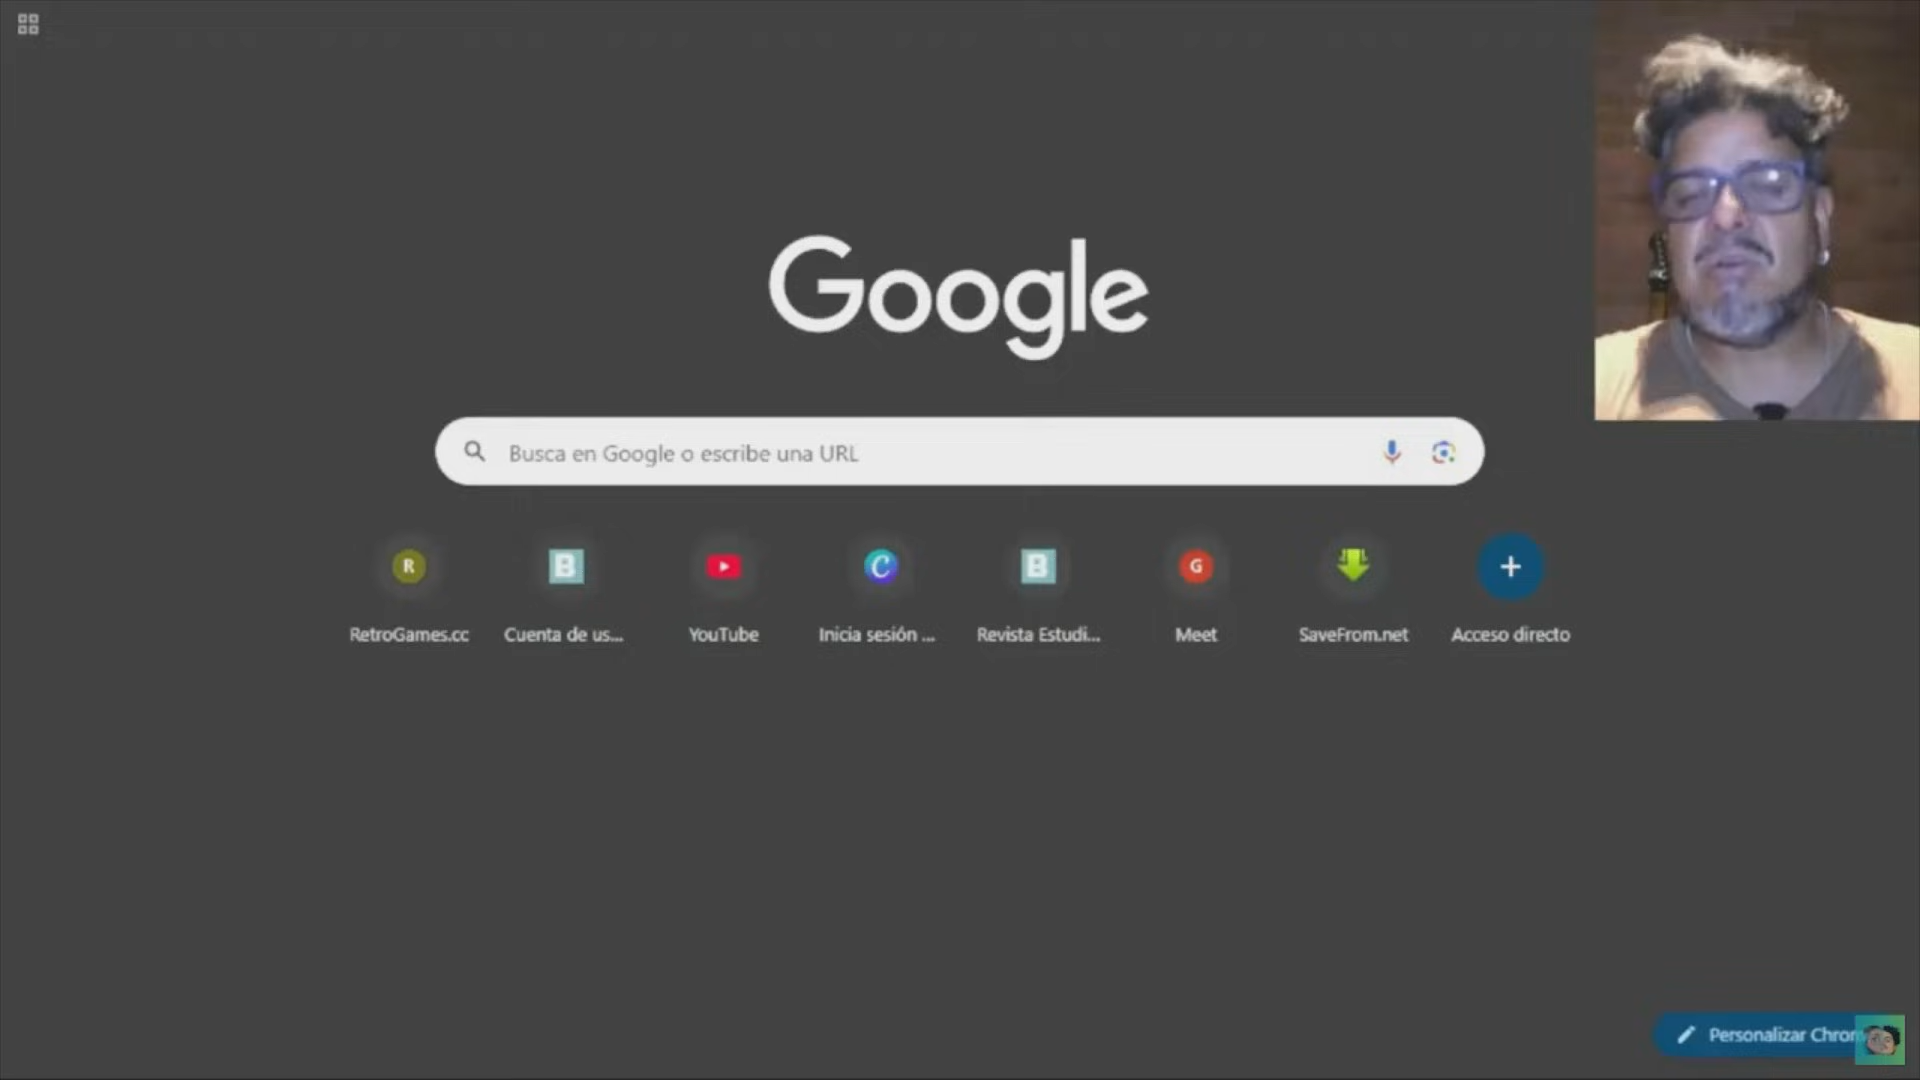 Google
Busca en Google o escribe una URL
R
B
C
B
G
RetroGames.cc
Cuenta de us...
YouTube
Inicia sesión ...
Revista Estudi...
Meet
SaveFrom.net
Acceso directo
Personalizar Chrom